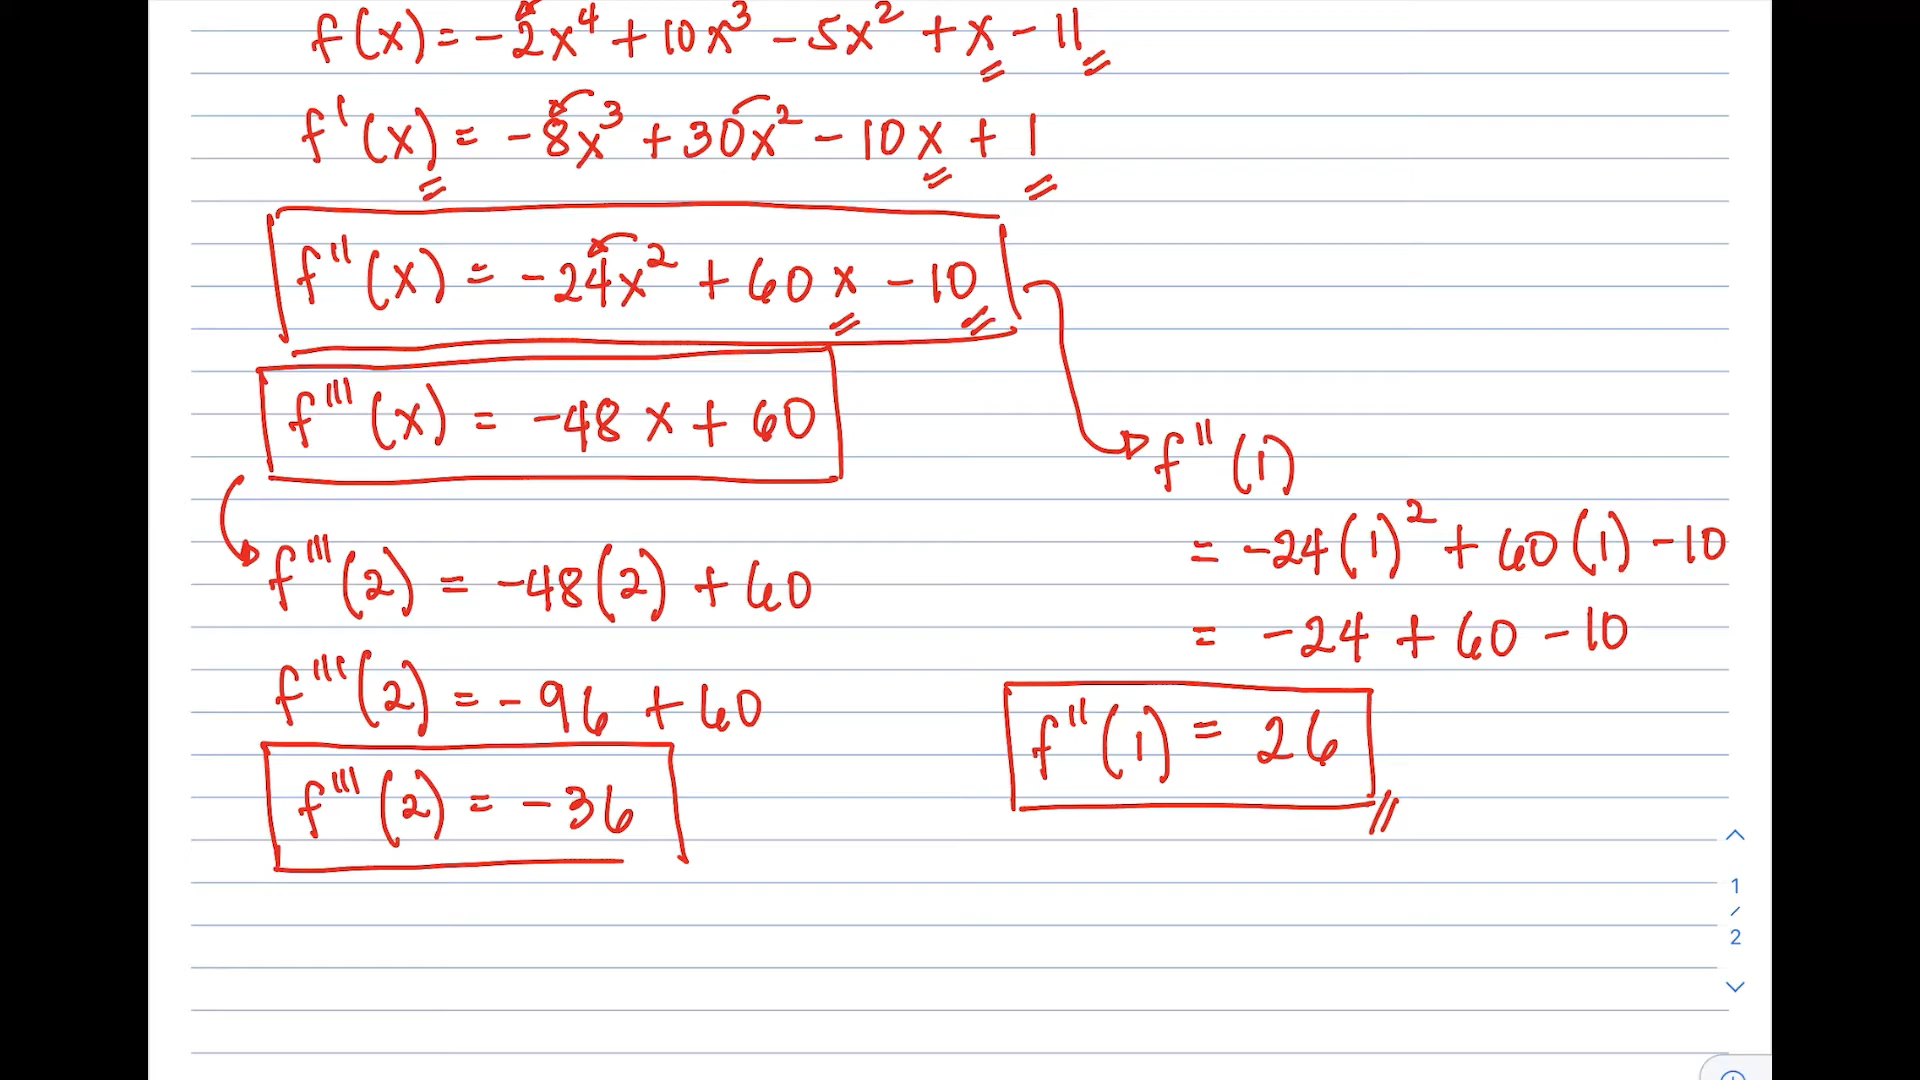 f(x) = -2x⁴ + 10x³ - 5x² + x - 11
f'(x) = -8x³ + 30x² - 10x + 1
f''(x) = -24x² + 60x - 10
f'''(x) = -48x + 60
f'''(2) = -48(2) + 60
f'''(2) = -96 + 60
f'''(2) = -36
f''(1)
= -24(1)² + 60(1) - 10
= -24 + 60 - 10
f''(1) = 26
1
/
2